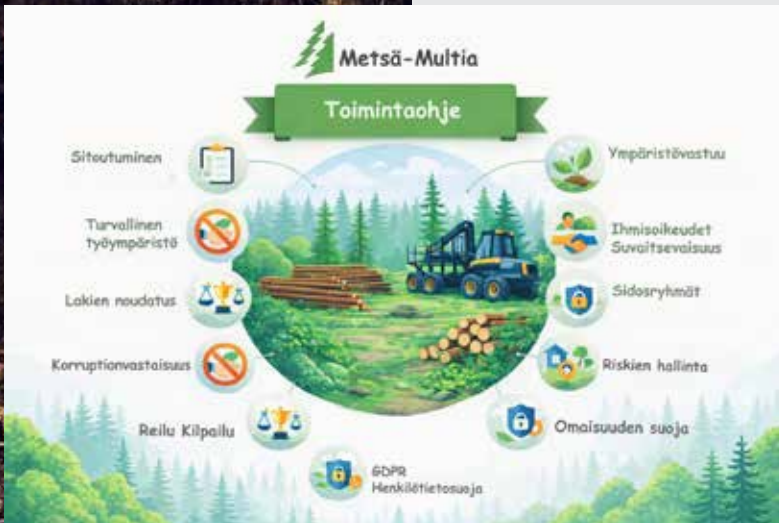 Metsä-Multia
Toimintaohje
Sitoutuminen
Turvallinen
työympäristö
Lakien noudatus
Korruptionvastaisuus
Reilu Kilpailu
GDPR
Henkilötietosuoja
Ympäristövastuu
Ihmisoikeudet
Suvaitsevaisuus
Sidosryhmät
Riskien hallinta
Omaisuuden suoja